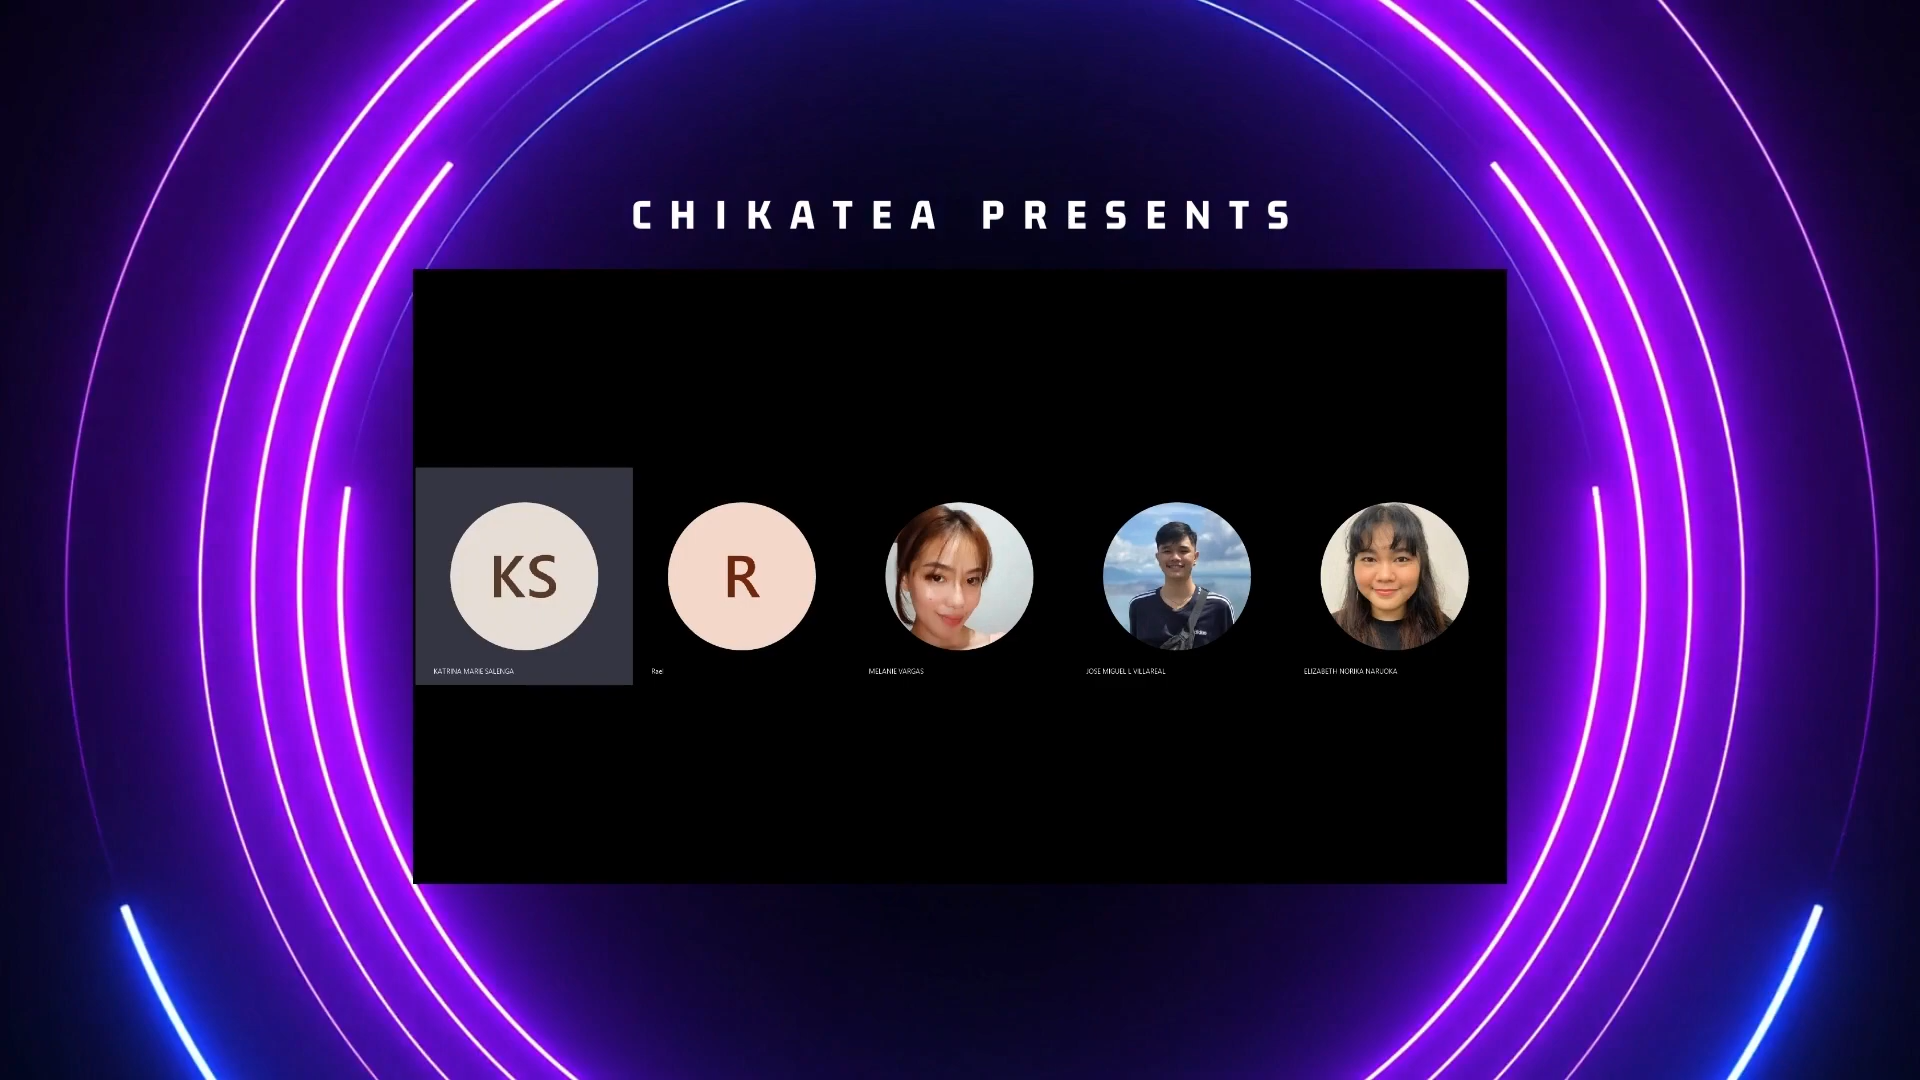 CHIKATEA PRESENTS
KS
R
KATRINA MARIE SALENGA
Rae
MELANIE VARGAS
JOSE MIGUEL L VILLAREAL
ELIZABETH NORIKA NARUOKA